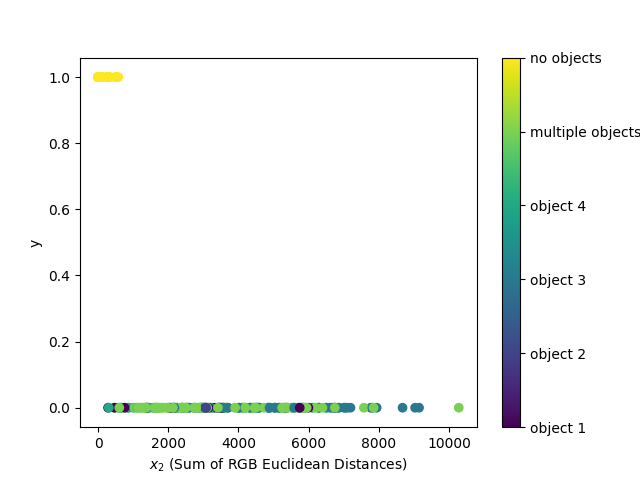 1.0
0.8
0.6
0.4
0.2
0.0
y
0 2000 4000 6000 8000 10000
x₂ (Sum of RGB Euclidean Distances)
no objects
multiple objects
object 4
object 3
object 2
object 1